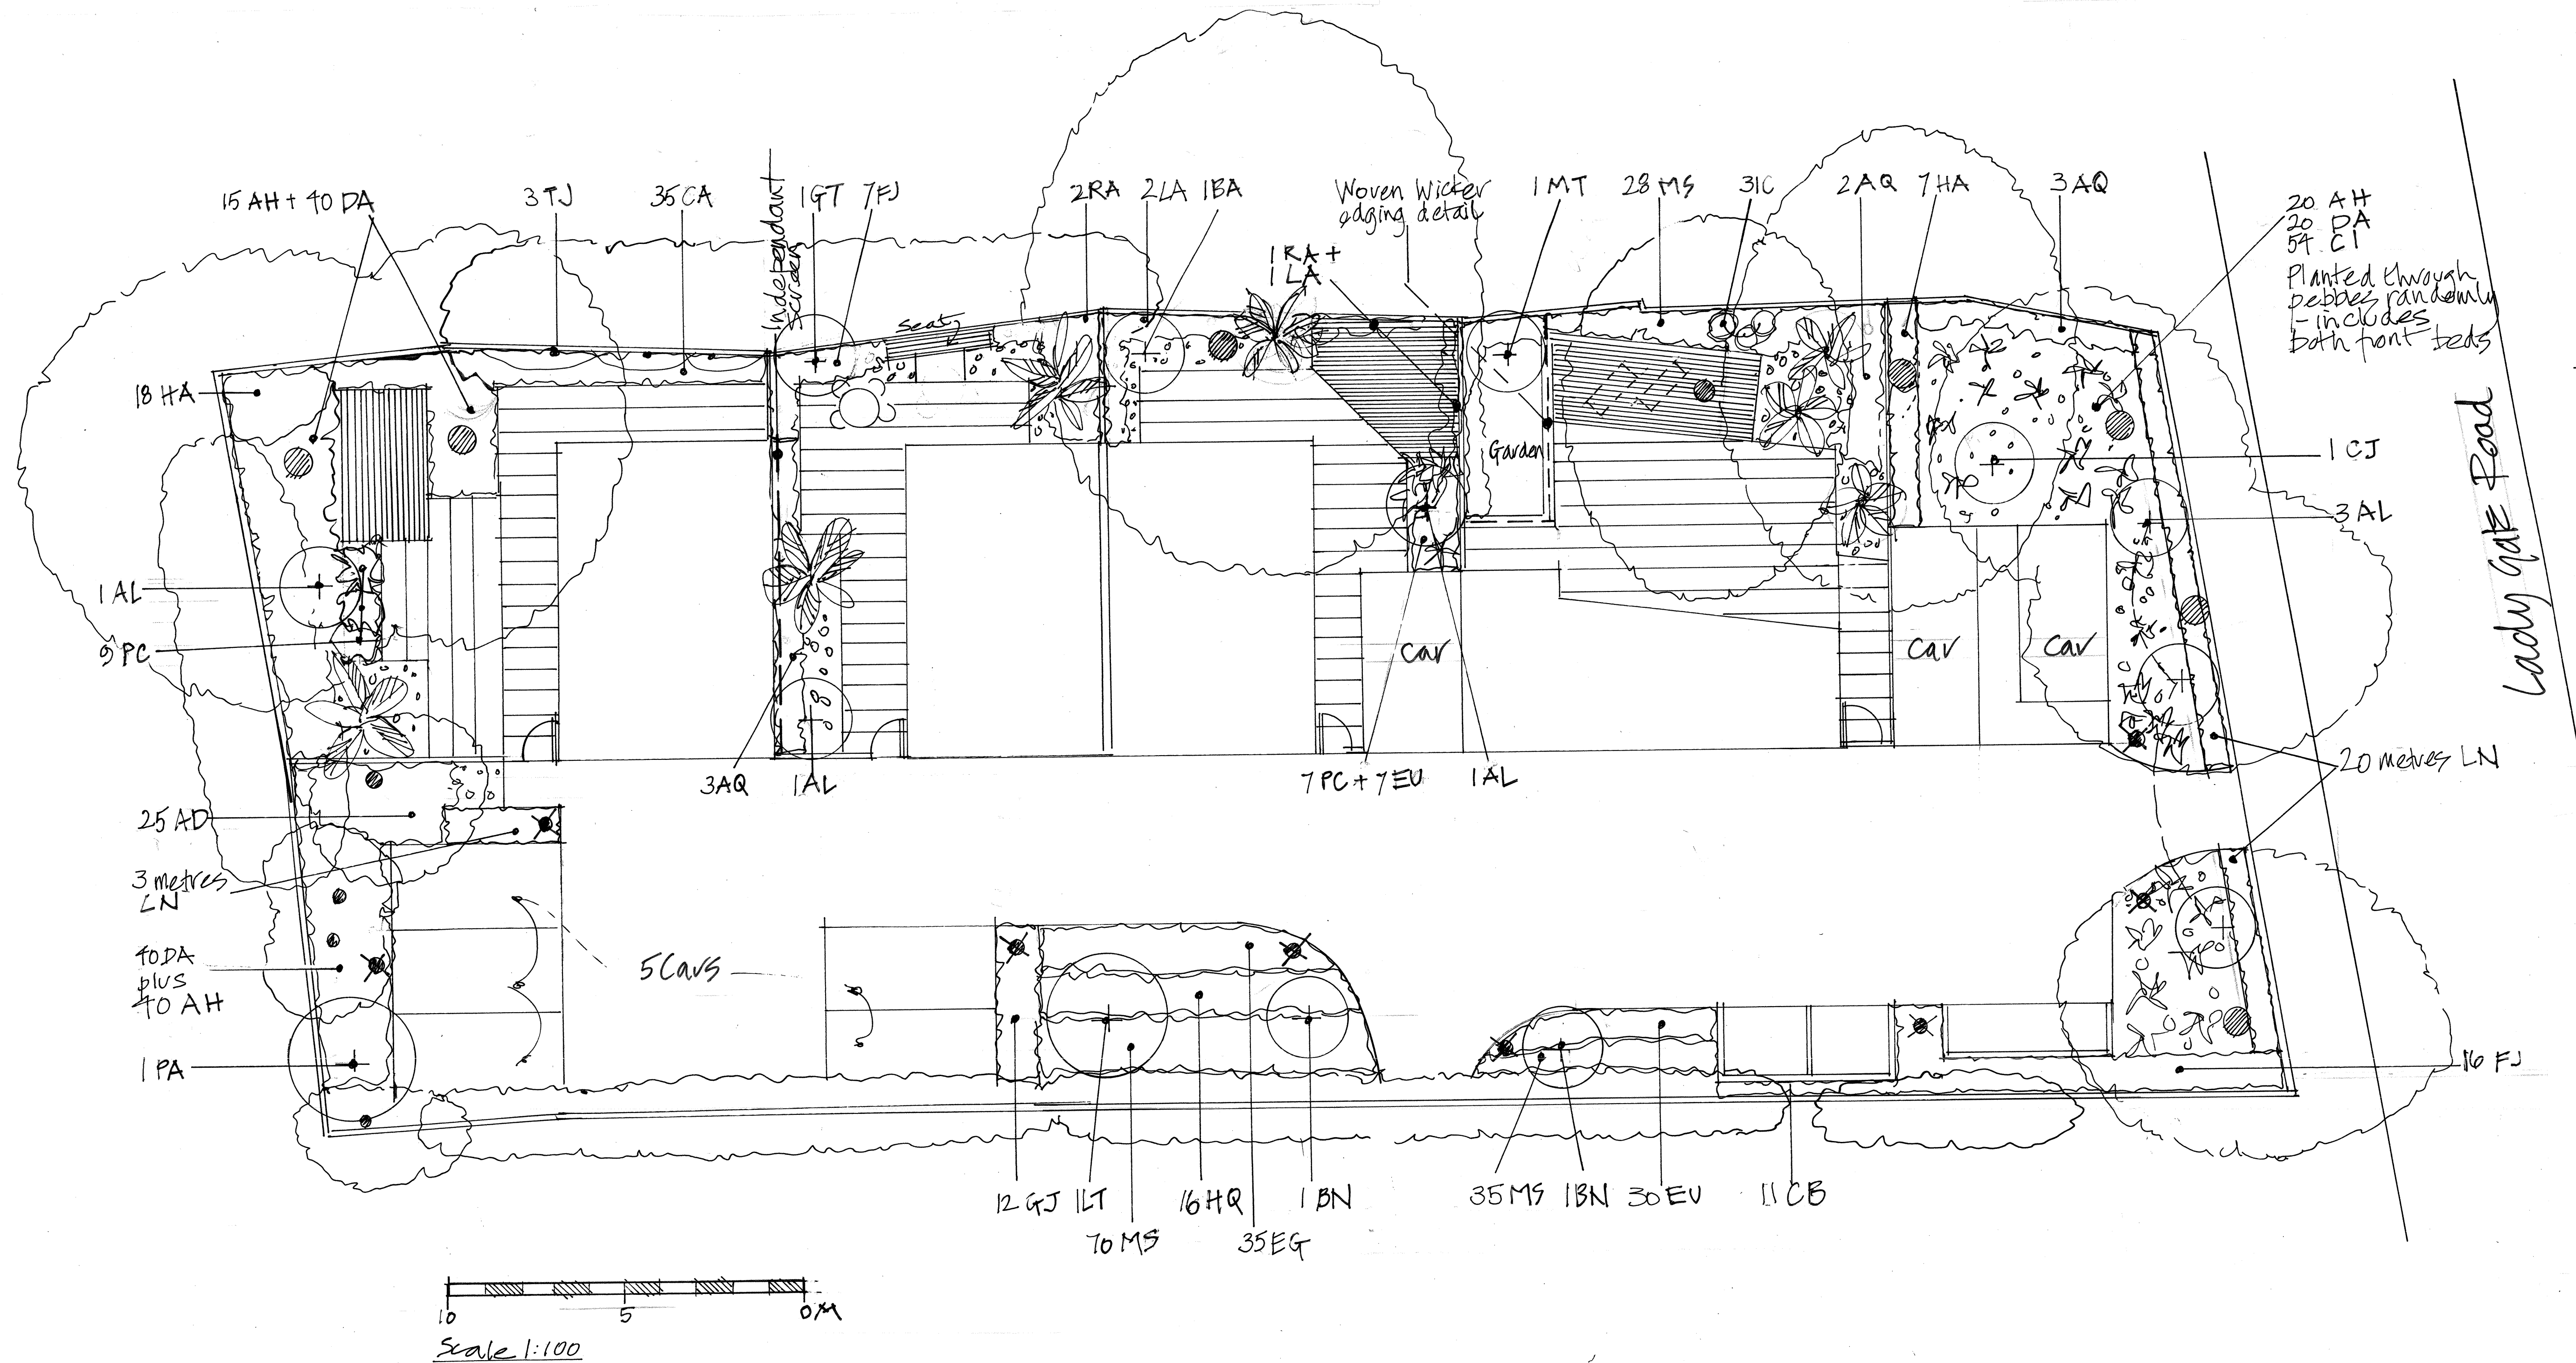 15 AH + 40 DA
3 TJ
35 CA
Independant
Screen
1 GT
7 FJ
seat
2 RA
2 LA
1 BA
1 RA +
1 LA
Woven Wicker
edging detail
1 MT
28 MS
3 IC
2 AQ
7 HA
3 AQ
20 AH
20 DA
54 CI
Planted through
pebbles randomly
- includes
both front beds
Lady Gate Road
18 HA
Garden
1 CJ
3 AL
1 AL
9 PC
car
car
car
3 AQ
1 AL
7 PC + 7 EU
1 AL
20 metres LN
25 AD
3 metres
LN
40 DA
plus
40 AH
5 Cars
1 PA
16 FJ
12 GJ
1 LT
16 HQ
1 BN
70 MS
35 EG
35 MS
1 BN
30 EU
11 CB
10
5
0 M
Scale 1:100